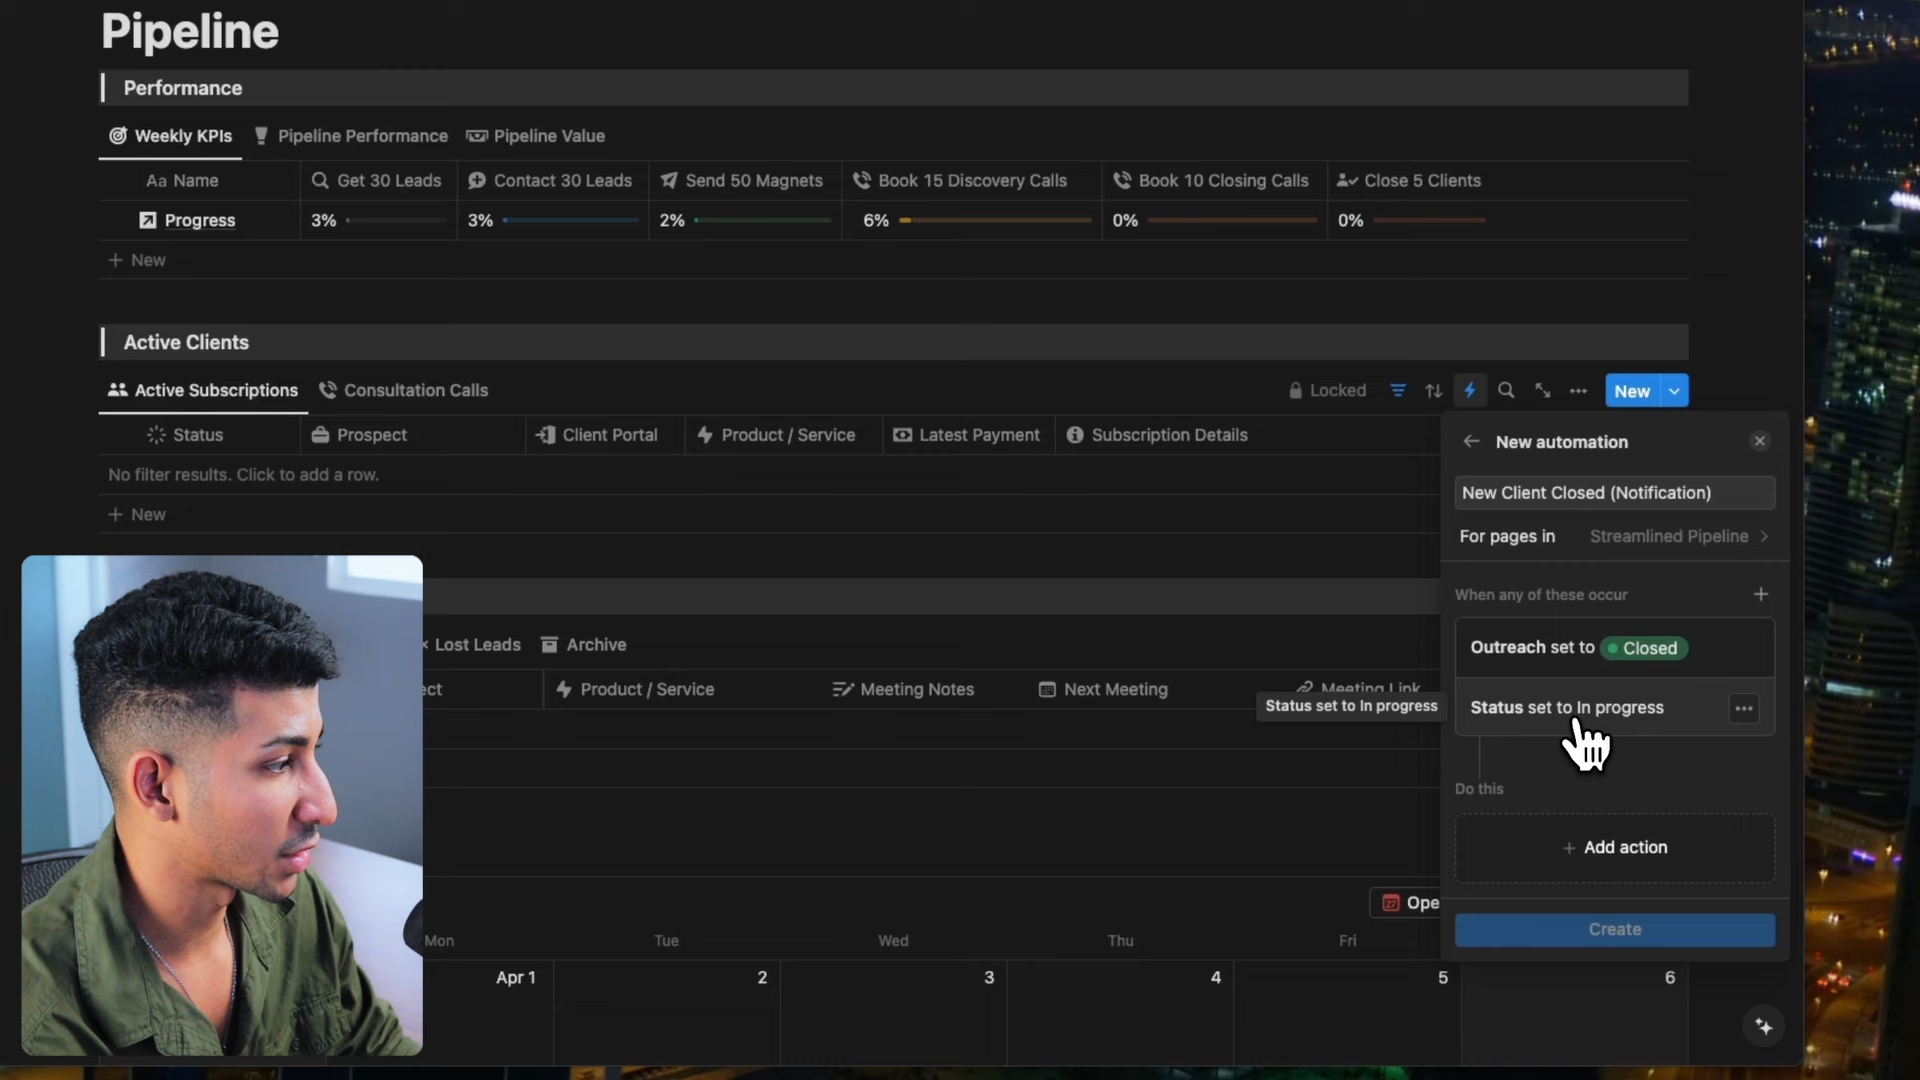 Pipeline
Performance
Weekly KPIs Pipeline Performance Pipeline Value
Aa Name Get 30 Leads Contact 30 Leads Send 50 Magnets Book 15 Discovery Calls Book 10 Closing Calls Close 5 Clients
Progress 3% 3% 2% 6% 0% 0%
+ New
Active Clients
Active Subscriptions Consultation Calls Locked New
Status Prospect Client Portal Product / Service Latest Payment Subscription Details
No filter results. Click to add a row.
+ New
New automation
New Client Closed (Notification)
For pages in Streamlined Pipeline
When any of these occur
Outreach set to Closed
Status set to In progress
Do this
+ Add action
Create
Lost Leads Archive
ect Product / Service Meeting Notes Next Meeting Meeting Link
Status set to In progress
27 Ope
Mon Tue Wed Thu Fri
Apr 1 2 3 4 5 6